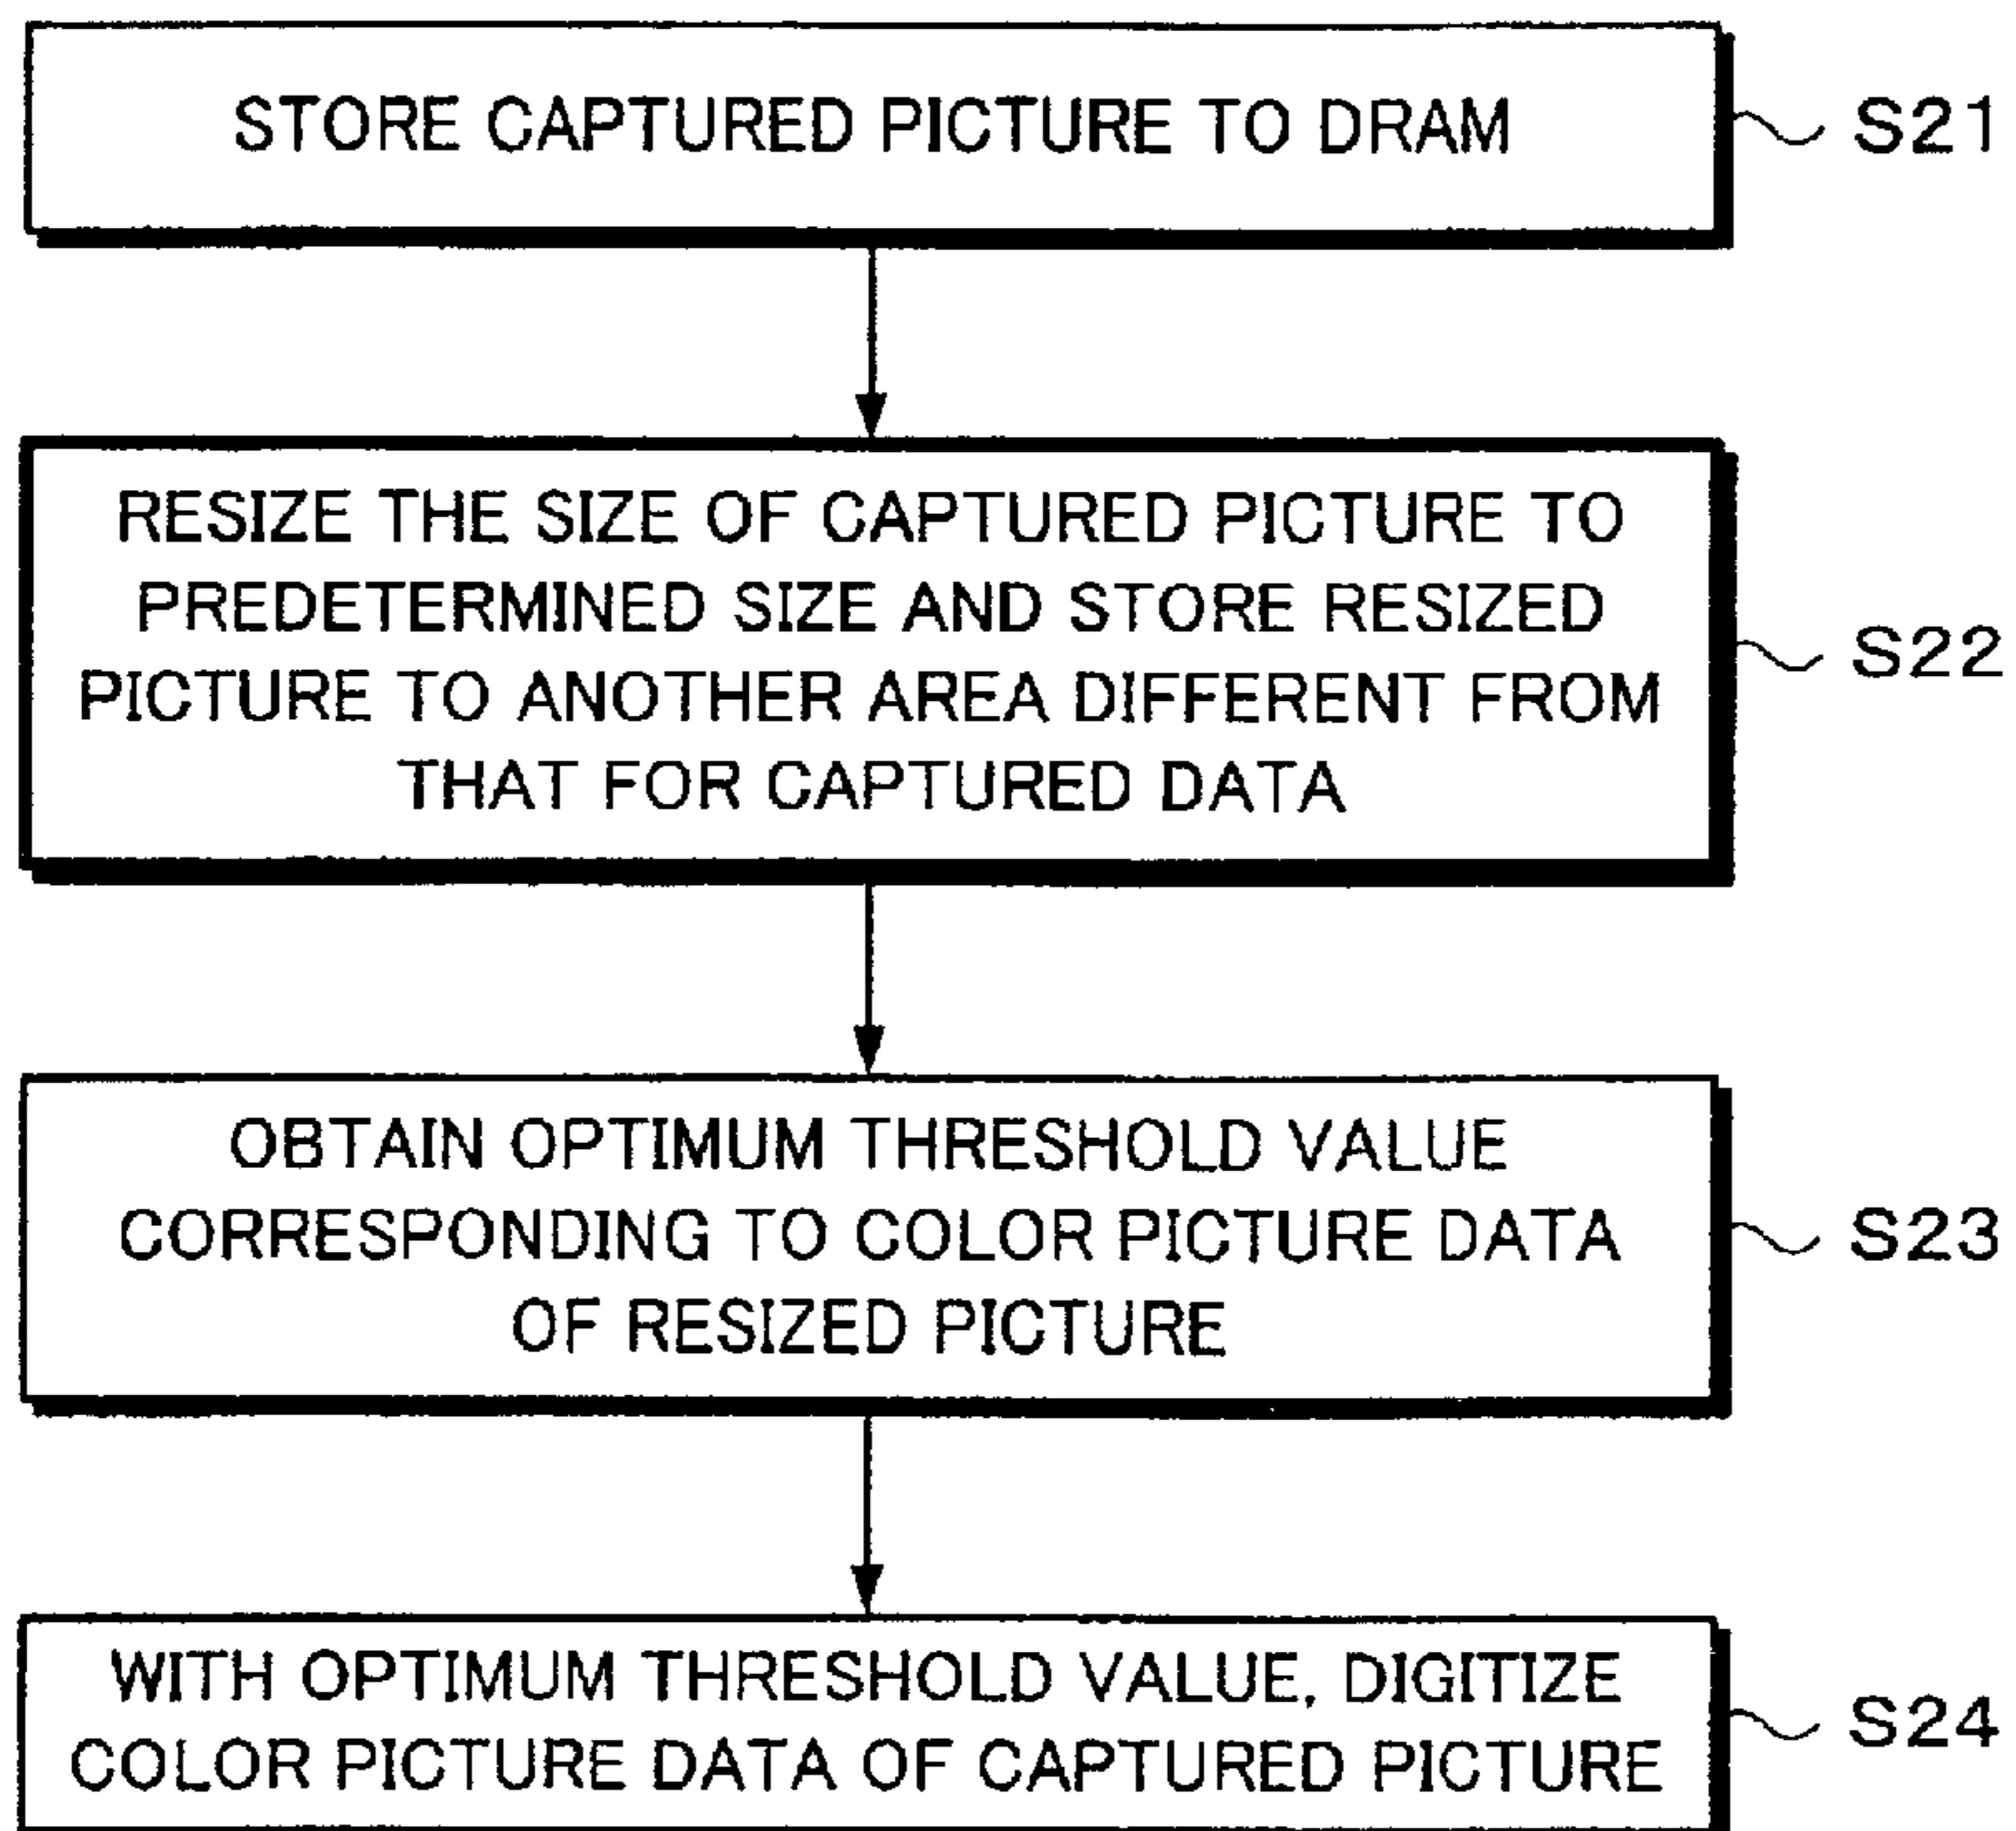 STORE CAPTURED PICTURE TO DRAM
S21
RESIZE THE SIZE OF CAPTURED PICTURE TO
PREDETERMINED SIZE AND STORE RESIZED
PICTURE TO ANOTHER AREA DIFFERENT FROM
THAT FOR CAPTURED DATA
S22
OBTAIN OPTIMUM THRESHOLD VALUE
CORRESPONDING TO COLOR PICTURE DATA
OF RESIZED PICTURE
S23
WITH OPTIMUM THRESHOLD VALUE, DIGITIZE
COLOR PICTURE DATA OF CAPTURED PICTURE
S24